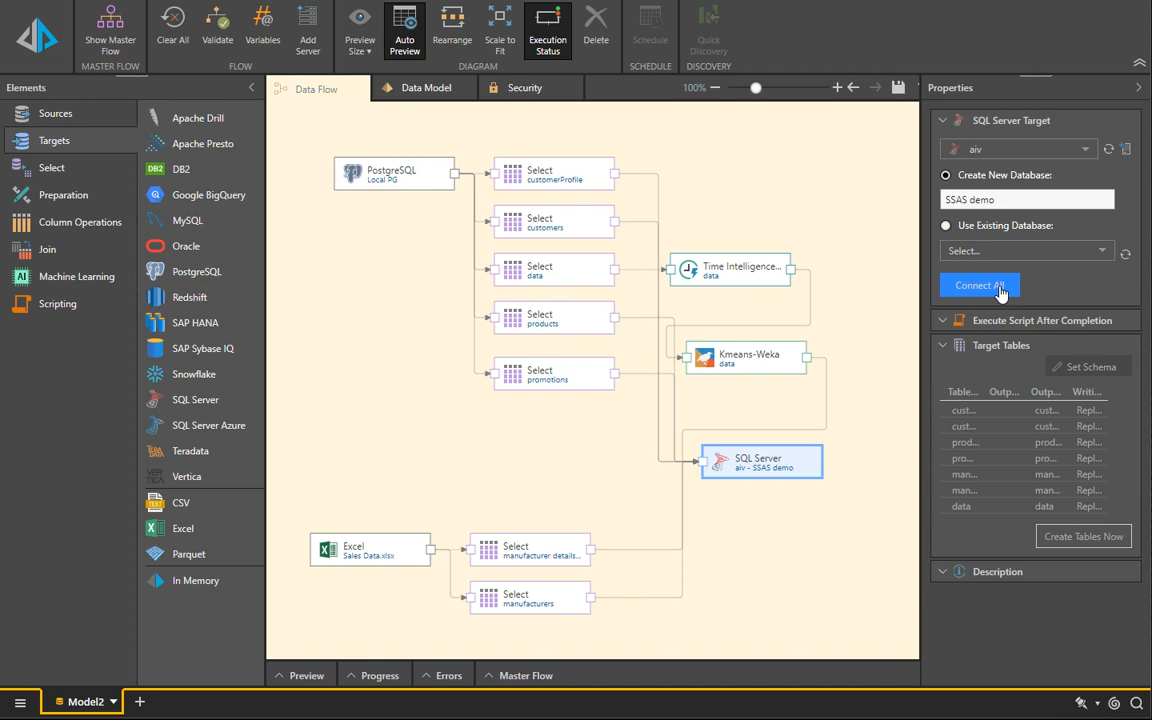 Show Master Flow
MASTER FLOW
Clear All
Validate
Variables
Add Server
FLOW
Preview Size
Auto Preview
Rearrange
Scale to Fit
Execution Status
Delete
DIAGRAM
Schedule
SCHEDULE
Quick Discovery
DISCOVERY
Elements
Sources
Targets
Select
Preparation
Column Operations
Join
AI Machine Learning
Scripting
Apache Drill
Apache Presto
DB2 DB2
Google BigQuery
MySQL
Oracle
PostgreSQL
Redshift
SAP HANA
SAP Sybase IQ
Snowflake
SQL Server
SQL Server Azure
Teradata
Vertica
CSV
Excel
Parquet
In Memory
Data Flow
Data Model
Security
100%
PostgreSQL
Local PG
Select
customerProfile
Select
customers
Select
data
Select
products
Select
promotions
Time Intelligence...
data
Kmeans-Weka
data
SQL Server
aiv - SSAS demo
Excel
Sales Data.xlsx
Select
manufacturer details...
Select
manufacturers
Preview
Progress
Errors
Master Flow
Properties
SQL Server Target
aiv
Create New Database:
SSAS demo
Use Existing Database:
Select...
Connect All
Execute Script After Completion
Target Tables
Set Schema
Table... Outp... Outp... Writi...
cust... cust... Repl...
cust... cust... Repl...
prod... prod... Repl...
pro... pro... Repl...
man... man... Repl...
man... man... Repl...
data data Repl...
Create Tables Now
Description
Model2